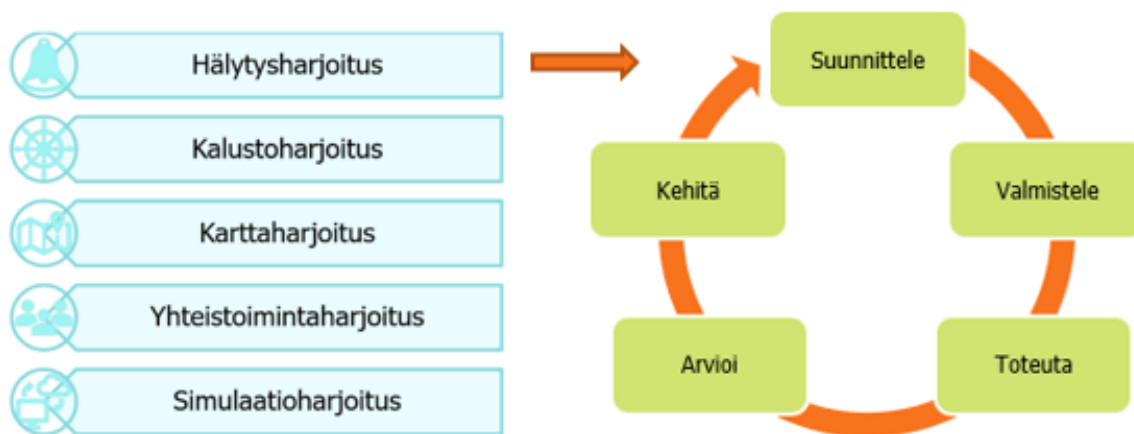 Hälytysharjoitus
Kalustoharjoitus
Karttaharjoitus
Yhteistoimintaharjoitus
Simulaatioharjoitus
Suunnittele
Valmistele
Toteuta
Arvioi
Kehitä